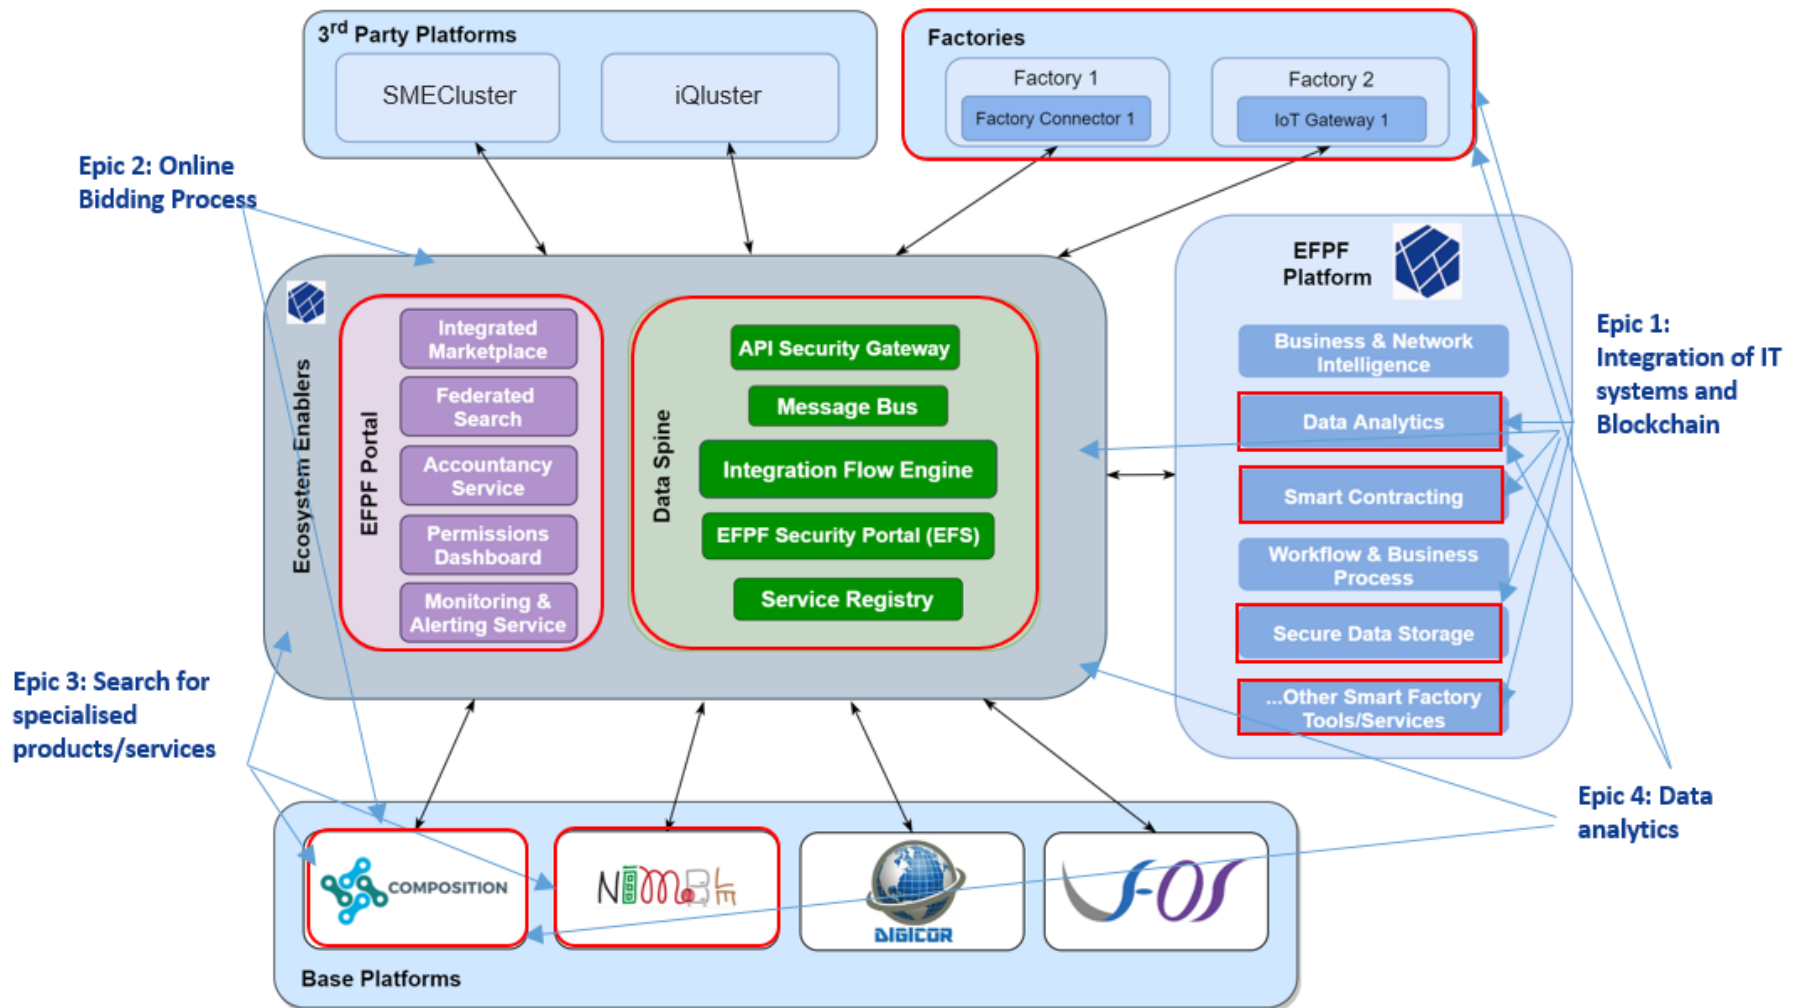 3rd Party Platforms
SMECluster
iQluster
Factories
Factory 1
Factory Connector 1
Factory 2
IoT Gateway 1
Epic 2: Online
Bidding Process
Ecosystem Enablers
EFPF Portal
Integrated
Marketplace
Federated
Search
Accountancy
Service
Permissions
Dashboard
Monitoring &
Alerting Service
Data Spine
API Security Gateway
Message Bus
Integration Flow Engine
EFPF Security Portal (EFS)
Service Registry
EFPF
Platform
Business & Network
Intelligence
Data Analytics
Smart Contracting
Workflow & Business
Process
Secure Data Storage
...Other Smart Factory
Tools/Services
Epic 1:
Integration of IT
systems and
Blockchain
Epic 3: Search for
specialised
products/services
Epic 4: Data
analytics
COMPOSITION
NIMBLE
DIGICOR
vf-OS
Base Platforms